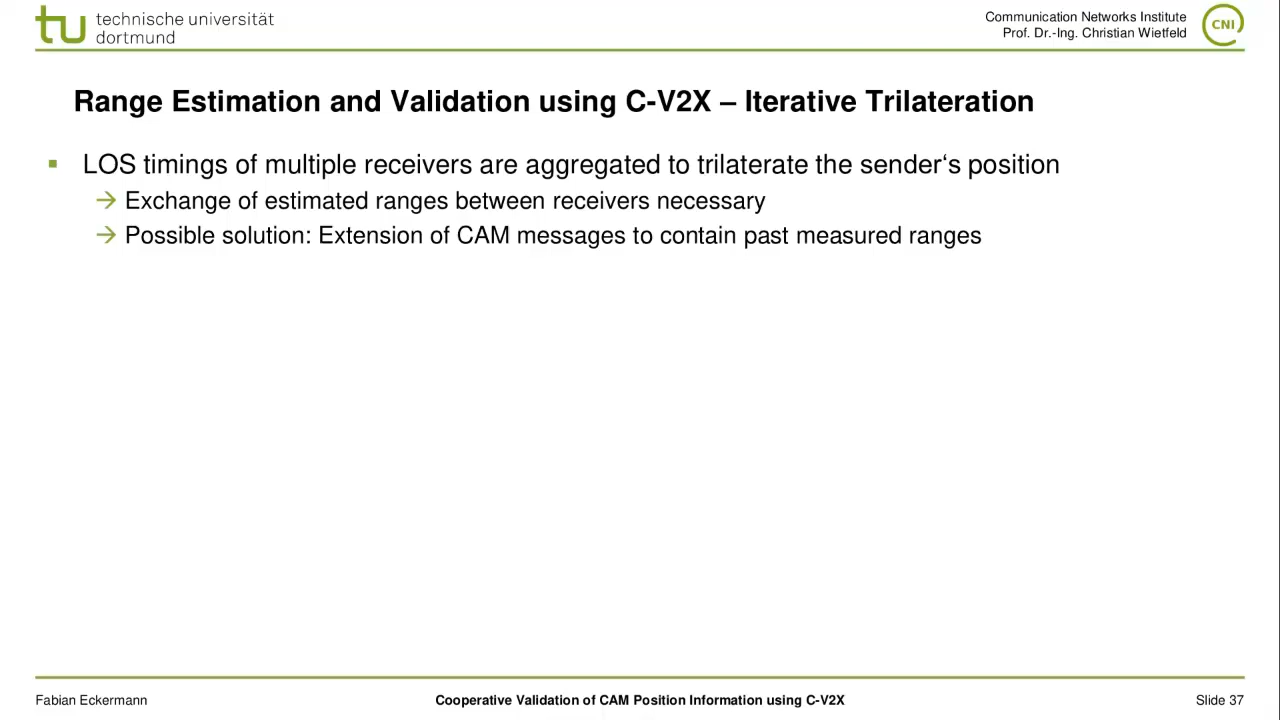 technische universität
dortmund
Communication Networks Institute
Prof. Dr.-Ing. Christian Wietfeld
CNI
Range Estimation and Validation using C-V2X – Iterative Trilateration
LOS timings of multiple receivers are aggregated to trilaterate the sender‘s position
Exchange of estimated ranges between receivers necessary
Possible solution: Extension of CAM messages to contain past measured ranges
Fabian Eckermann
Cooperative Validation of CAM Position Information using C-V2X
Slide 37